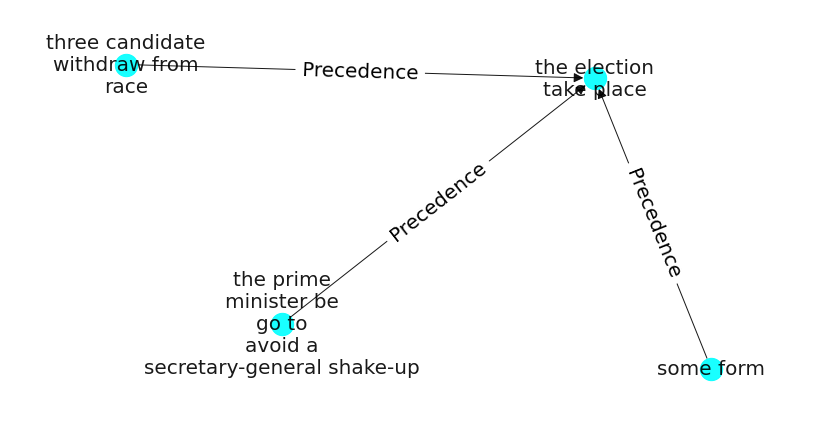 three candidate
withdraw from
race
Precedence
the election
take place
Precedence
Precedence
the prime
minister be
go to
avoid a
secretary-general shake-up
some form